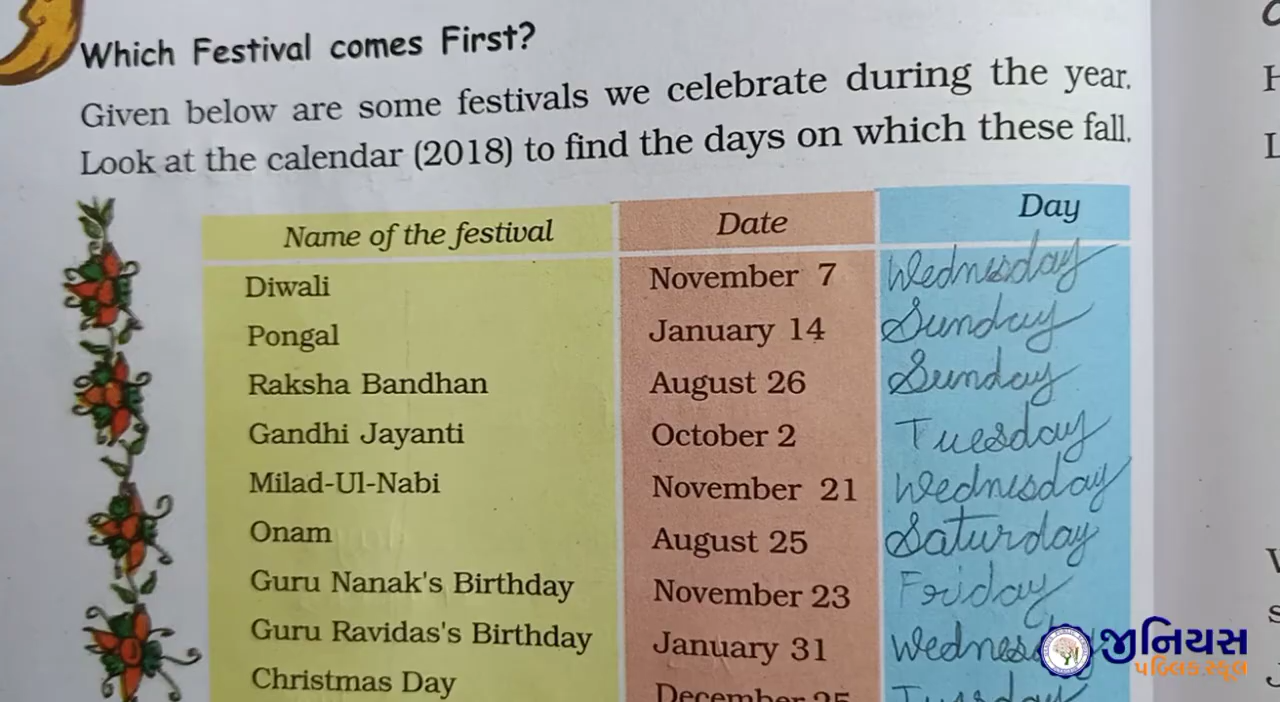 Which Festival comes First?
Given below are some festivals we celebrate during the year.
Look at the calendar (2018) to find the days on which these fall.
Name of the festival Date Day
Diwali November 7 Wednesday
Pongal January 14 Sunday
Raksha Bandhan August 26 Sunday
Gandhi Jayanti October 2 Tuesday
Milad-Ul-Nabi November 21 Wednesday
Onam August 25 Saturday
Guru Nanak's Birthday November 23 Friday
Guru Ravidas's Birthday January 31
Christmas Day December 25 Tuesday
જીનિયસ
પબ્લિક સ્કૂલ